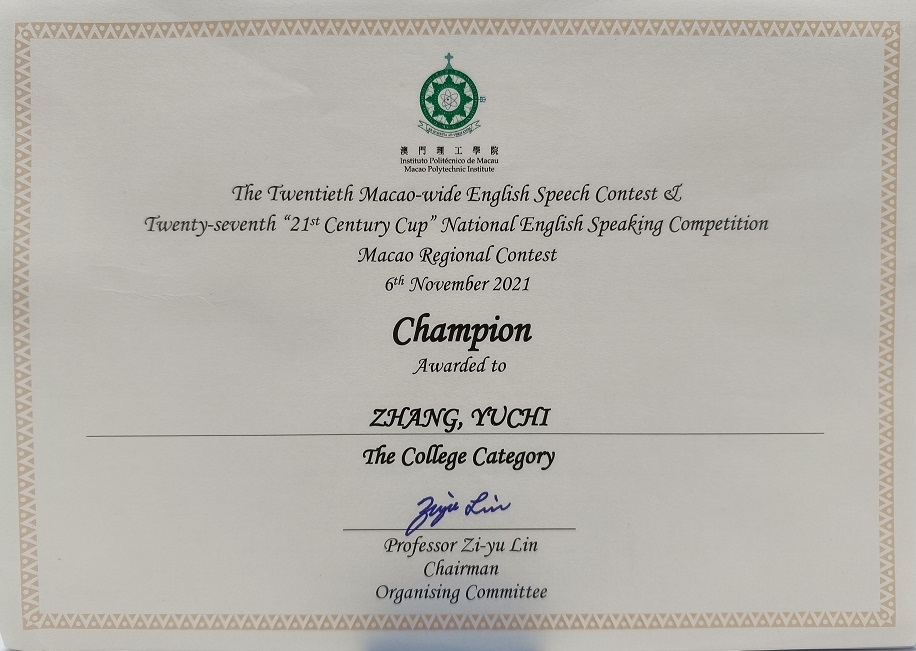 澳門理工學院
Instituto Politécnico de Macau
Macao Polytechnic Institute
The Twentieth Macao-wide English Speech Contest &
Twenty-seventh “21st Century Cup” National English Speaking Competition
Macao Regional Contest
6th November 2021
Champion
Awarded to
ZHANG, YUCHI
The College Category
Professor Zi-yu Lin
Chairman
Organising Committee